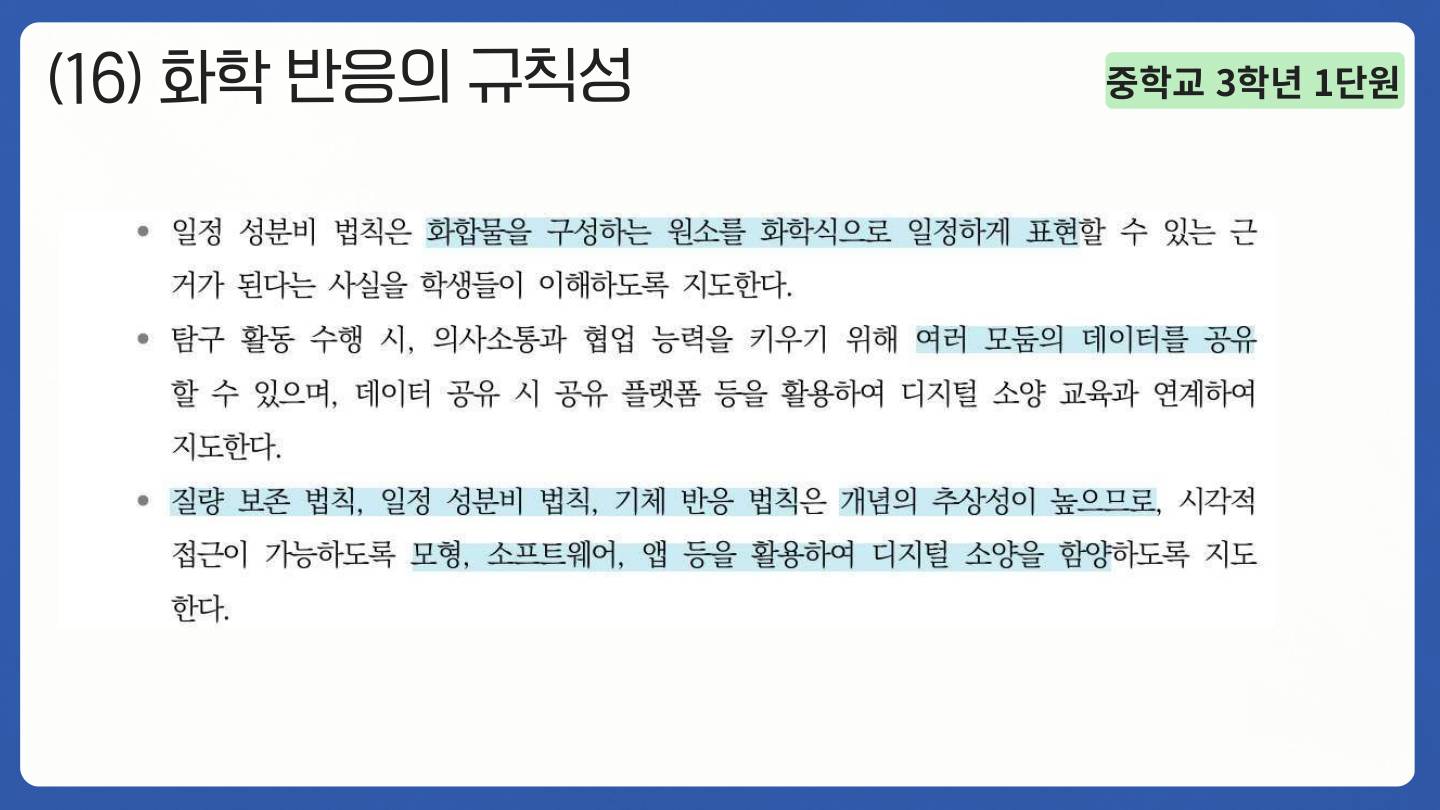 (16) 화학 반응의 규칙성
중학교 3학년 1단원
• 일정 성분비 법칙은 화합물을 구성하는 원소를 화학식으로 일정하게 표현할 수 있는 근
거가 된다는 사실을 학생들이 이해하도록 지도한다.
• 탐구 활동 수행 시, 의사소통과 협업 능력을 키우기 위해 여러 모둠의 데이터를 공유
할 수 있으며, 데이터 공유 시 공유 플랫폼 등을 활용하여 디지털 소양 교육과 연계하여
지도한다.
• 질량 보존 법칙, 일정 성분비 법칙, 기체 반응 법칙은 개념의 추상성이 높으므로, 시각적
접근이 가능하도록 모형, 소프트웨어, 앱 등을 활용하여 디지털 소양을 함양하도록 지도
한다.